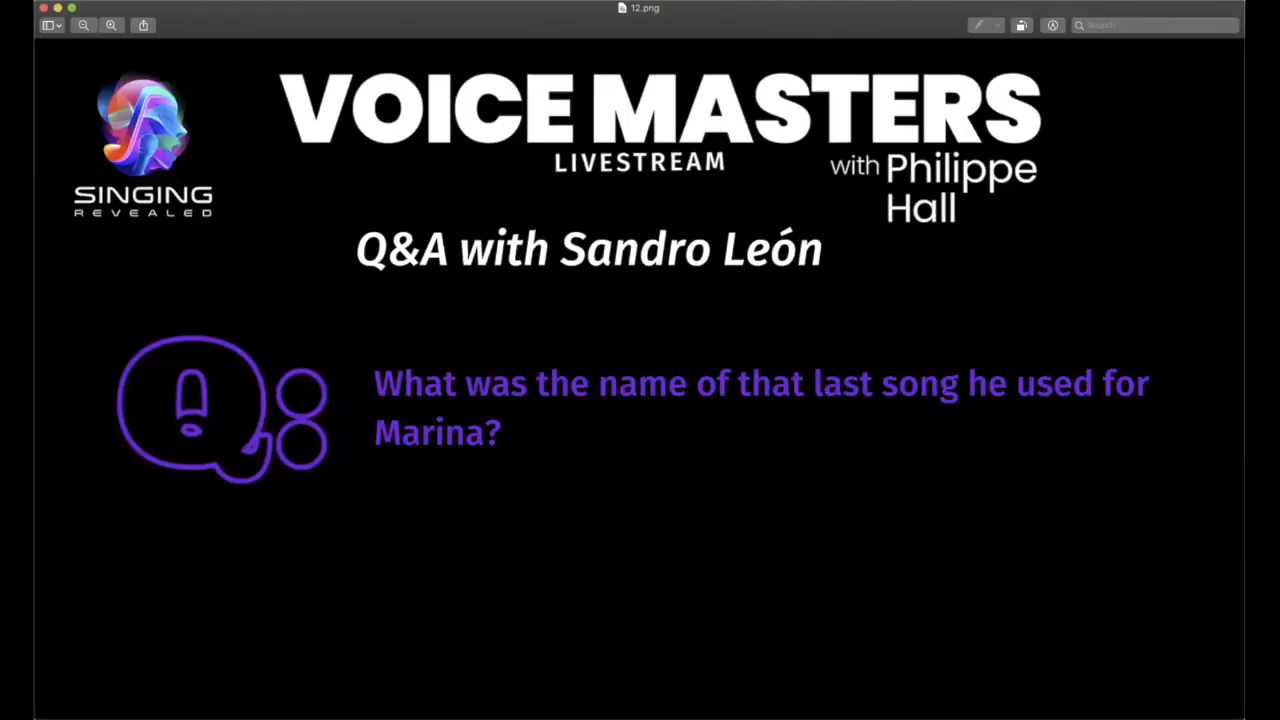 12.png
Search
VOICE MASTERS
LIVESTREAM
with Philippe
Hall
SINGING
REVEALED
Q&A with Sandro León
Q:
What was the name of that last song he used for
Marina?